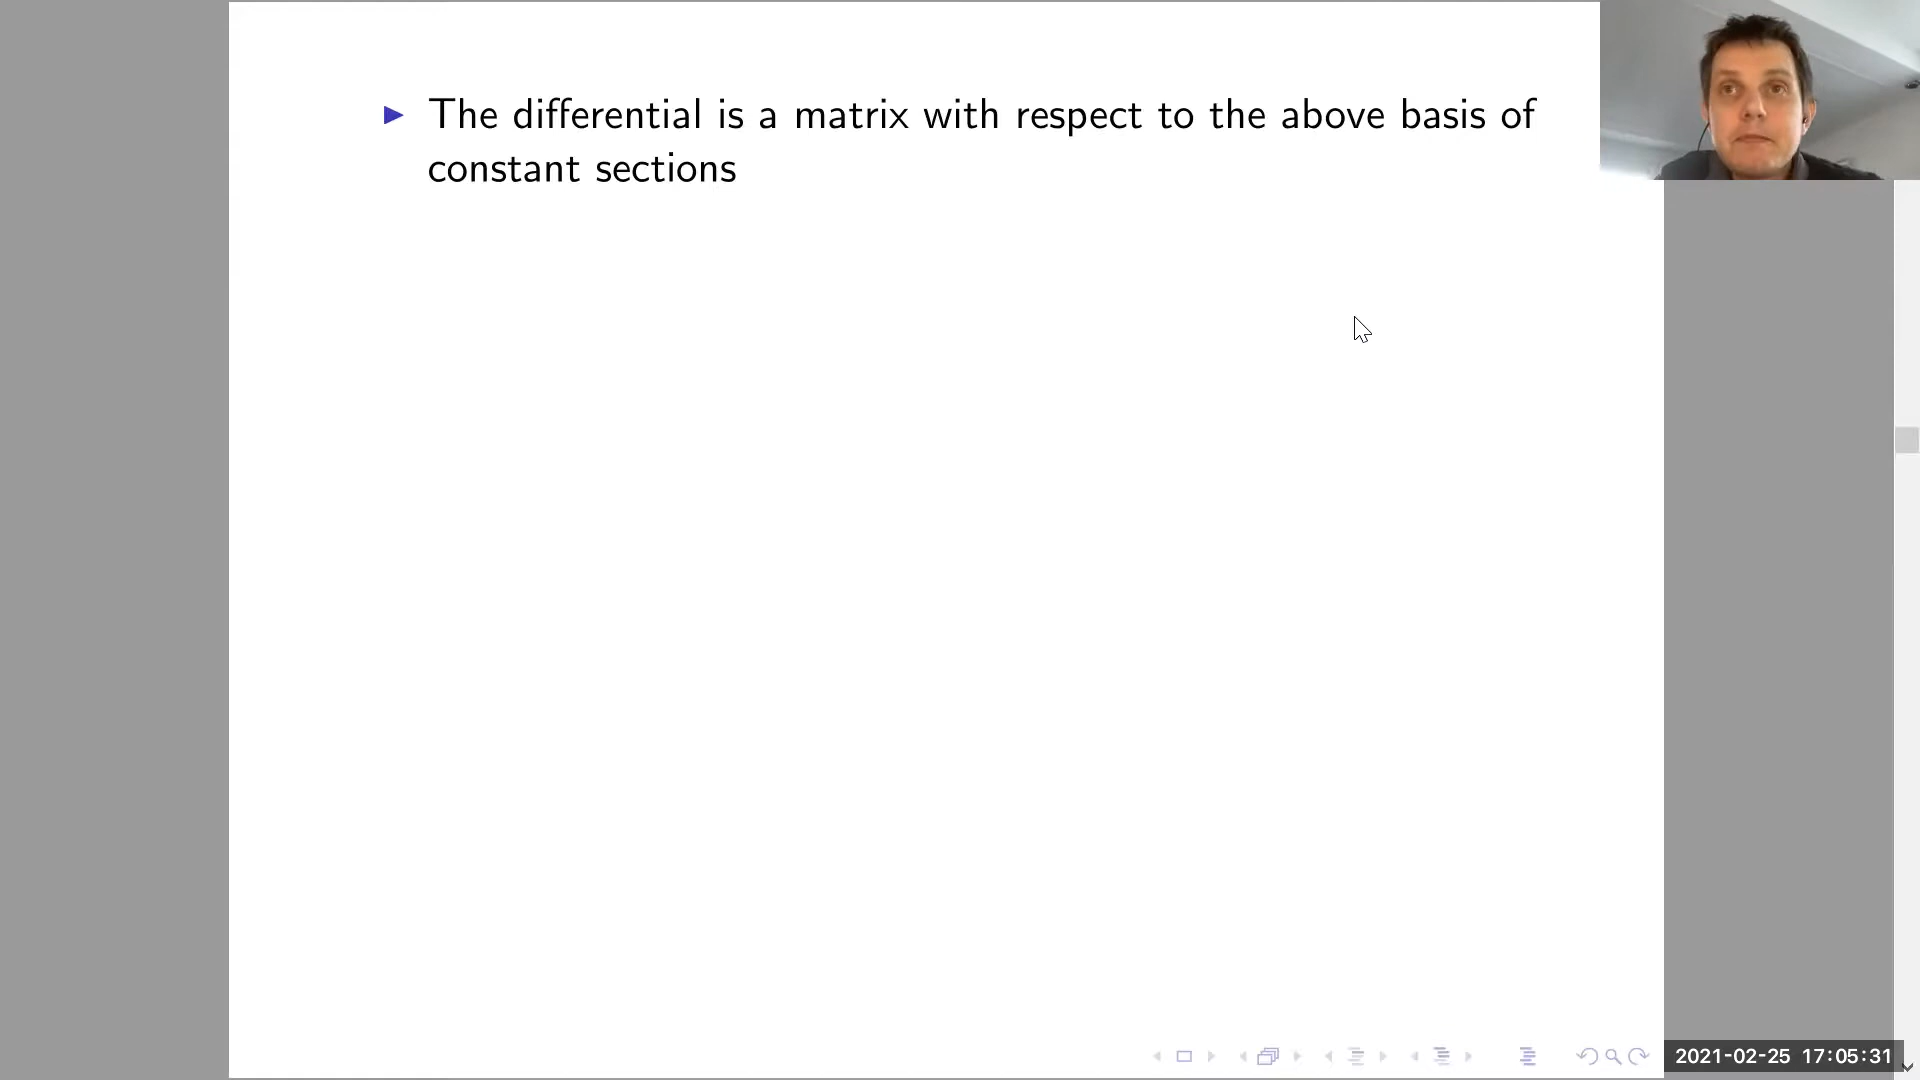 The differential is a matrix with respect to the above basis of
constant sections
2021-02-25 17:05:31